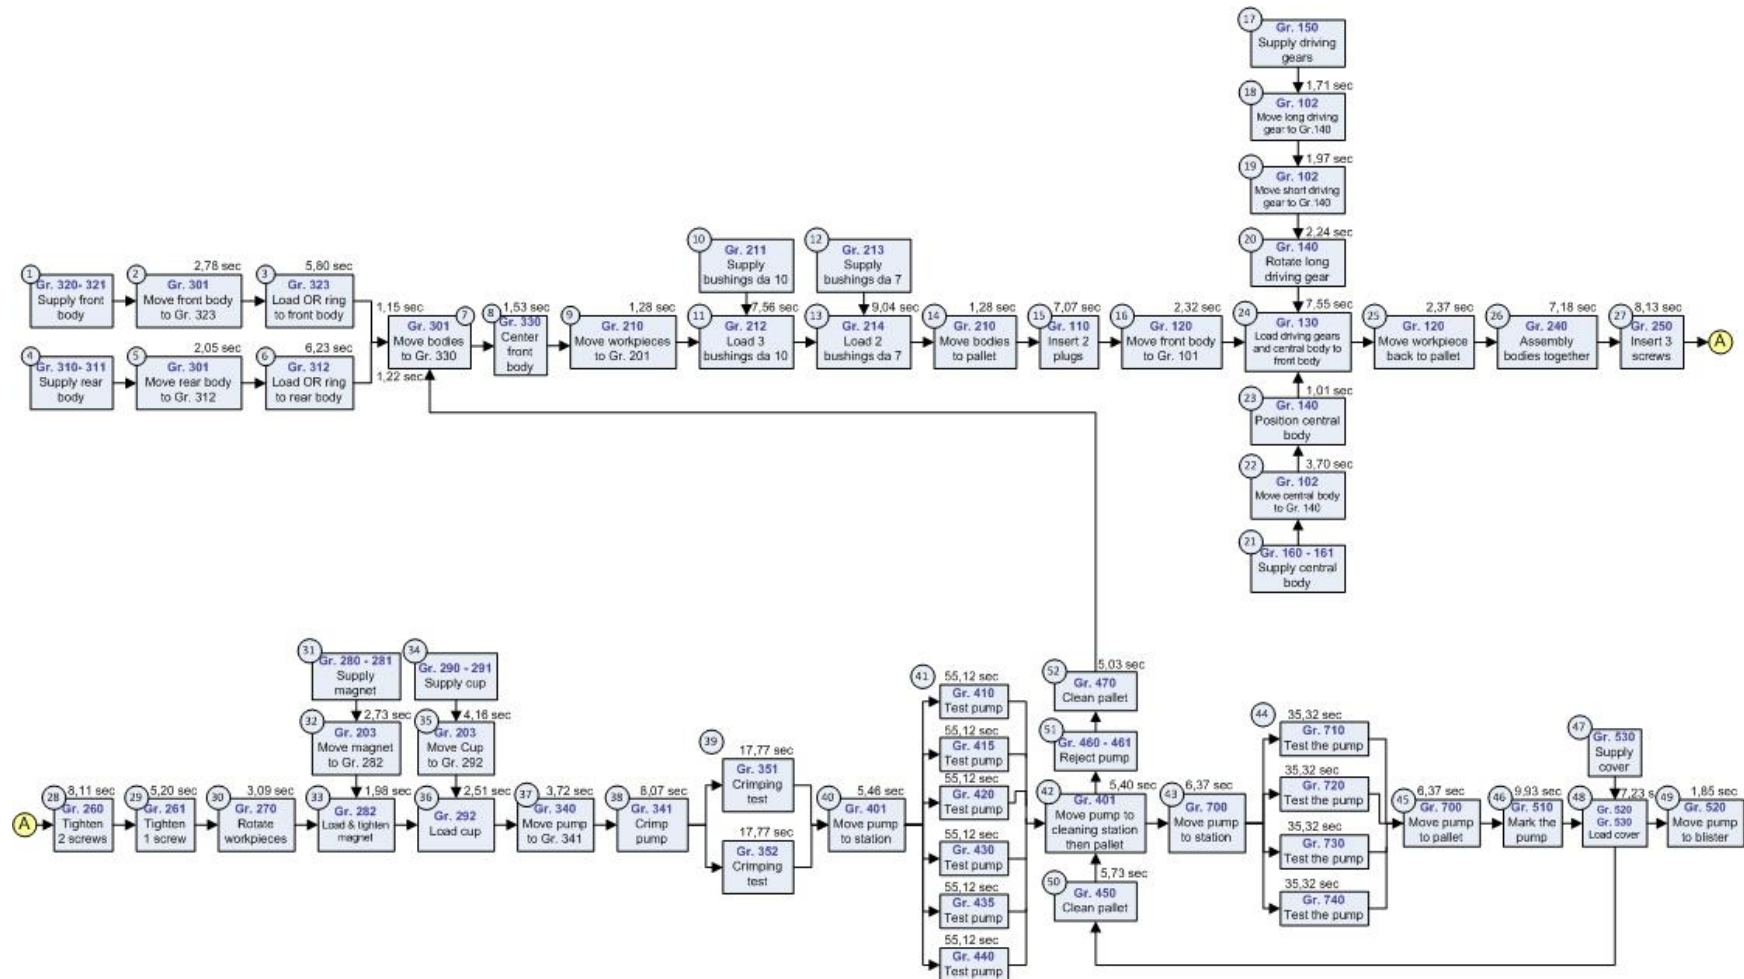 17
Gr. 150
Supply driving
gears
1,71 sec
18
Gr. 102
Move long driving
gear to Gr.140
1,97 sec
19
Gr. 102
Move short driving
gear to Gr.140
2,24 sec
20
Gr. 140
Rotate long
driving gear
7,55 sec
1
Gr. 320- 321
Supply front
body
2,78 sec
2
Gr. 301
Move front body
to Gr. 323
5,80 sec
3
Gr. 323
Load OR ring
to front body
1,15 sec
4
Gr. 310- 311
Supply rear
body
2,05 sec
5
Gr. 301
Move rear body
to Gr. 312
6,23 sec
6
Gr. 312
Load OR ring
to rear body
1,22 sec
7
Gr. 301
Move bodies
to Gr. 330
1,53 sec
8
Gr. 330
Center
front
body
1,28 sec
9
Gr. 210
Move workpieces
to Gr. 201
10
Gr. 211
Supply
bushings da 10
7,56 sec
11
Gr. 212
Load 3
bushings da 10
12
Gr. 213
Supply
bushings da 7
9,04 sec
13
Gr. 214
Load 2
bushings da 7
1,28 sec
14
Gr. 210
Move bodies
to pallet
7,07 sec
15
Gr. 110
Insert 2
plugs
2,32 sec
16
Gr. 120
Move front body
to Gr. 101
24
Gr. 130
Load driving gears
and central body to
front body
2,37 sec
25
Gr. 120
Move workpiece
back to pallet
7,18 sec
26
Gr. 240
Assembly
bodies together
8,13 sec
27
Gr. 250
Insert 3
screws
A
1,01 sec
23
Gr. 140
Position central
body
3,70 sec
22
Gr. 102
Move central body
to Gr. 140
21
Gr. 160 - 161
Supply central
body
A
8,11 sec
28
Gr. 260
Tighten
2 screws
5,20 sec
29
Gr. 261
Tighten
1 screw
3,09 sec
30
Gr. 270
Rotate
workpieces
31
Gr. 280 - 281
Supply
magnet
2,73 sec
32
Gr. 203
Move magnet
to Gr. 282
1,98 sec
33
Gr. 282
Load & tighten
magnet
34
Gr. 290 - 291
Supply cup
4,16 sec
35
Gr. 203
Move Cup
to Gr. 292
2,51 sec
36
Gr. 292
Load cup
3,72 sec
37
Gr. 340
Move pump
to Gr. 341
8,07 sec
38
Gr. 341
Crimp
pump
39
17,77 sec
Gr. 351
Crimping
test
17,77 sec
Gr. 352
Crimping
test
5,46 sec
40
Gr. 401
Move pump
to station
41
55,12 sec
Gr. 410
Test pump
55,12 sec
Gr. 415
Test pump
55,12 sec
Gr. 420
Test pump
55,12 sec
Gr. 430
Test pump
55,12 sec
Gr. 435
Test pump
55,12 sec
Gr. 440
Test pump
5,03 sec
52
Gr. 470
Clean pallet
51
Gr. 460 - 461
Reject pump
5,40 sec
42
Gr. 401
Move pump to
cleaning station
then pallet
5,73 sec
50
Gr. 450
Clean pallet
6,37 sec
43
Gr. 700
Move pump
to station
44
35,32 sec
Gr. 710
Test the pump
35,32 sec
Gr. 720
Test the pump
35,32 sec
Gr. 730
Test the pump
35,32 sec
Gr. 740
Test the pump
6,37 sec
45
Gr. 700
Move pump
to pallet
9,93 sec
46
Gr. 510
Mark the
pump
47
Gr. 530
Supply
cover
7,23 sec
48
Gr. 520
Gr. 530
Load cover
1,85 sec
49
Gr. 520
Move pump
to blister